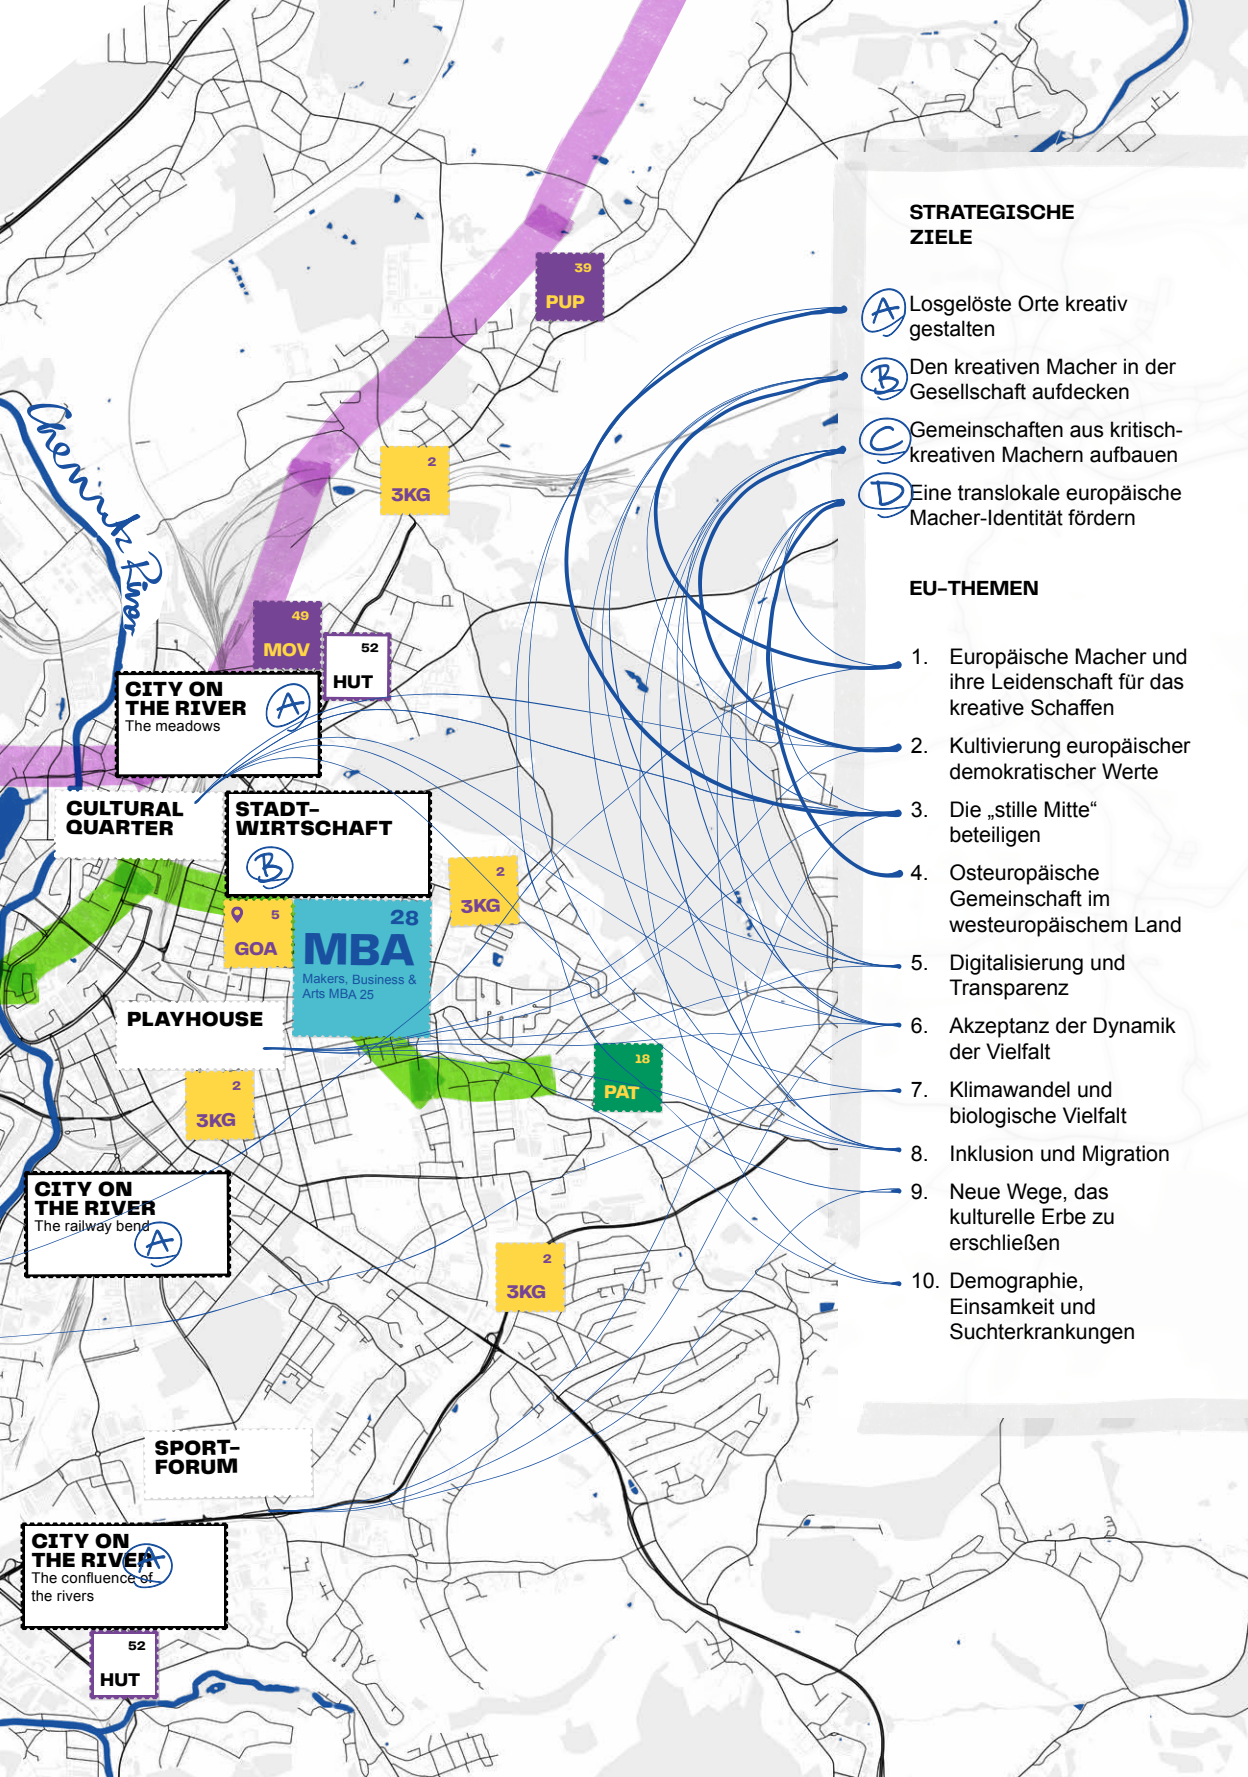 STRATEGISCHE
ZIELE
A
Losgelöste Orte kreativ
gestalten
B
Den kreativen Macher in der
Gesellschaft aufdecken
C
Gemeinschaften aus kritisch-
kreativen Machern aufbauen
D
Eine translokale europäische
Macher-Identität fördern
EU–THEMEN
1. Europäische Macher und
ihre Leidenschaft für das
kreative Schaffen
2. Kultivierung europäischer
demokratischer Werte
3. Die „stille Mitte“
beteiligen
4. Osteuropäische
Gemeinschaft im
westeuropäischem Land
5. Digitalisierung und
Transparenz
6. Akzeptanz der Dynamik
der Vielfalt
7. Klimawandel und
biologische Vielfalt
8. Inklusion und Migration
9. Neue Wege, das
kulturelle Erbe zu
erschließen
10. Demographie,
Einsamkeit und
Suchterkrankungen
39
PUP
2
3KG
Chemnitz River
49
MOV
52
HUT
CITY ON
THE RIVER
The meadows
A
CULTURAL
QUARTER
STADT–
WIRTSCHAFT
B
2
3KG
5
GOA
28
MBA
Makers, Business &
Arts MBA 25
PLAYHOUSE
18
PAT
2
3KG
CITY ON
THE RIVER
The railway bend
A
2
3KG
SPORT–
FORUM
CITY ON
THE RIVER
The confluence of
the rivers
A
52
HUT